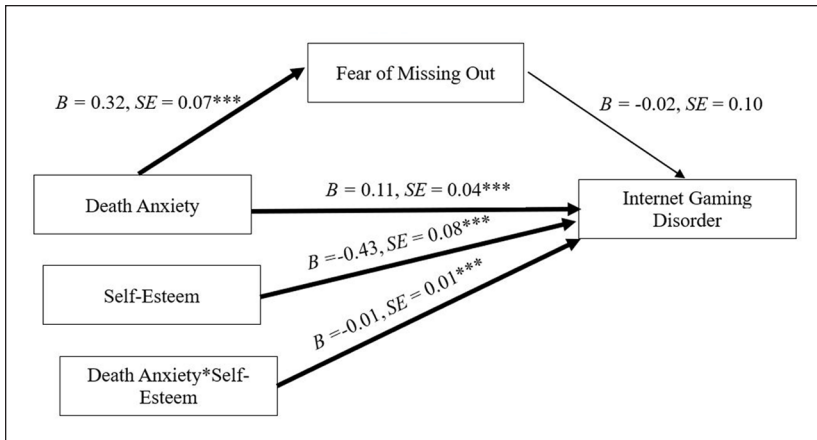 Fear of Missing Out
B = 0.32, SE = 0.07***
B = -0.02, SE = 0.10
Death Anxiety
B = 0.11, SE = 0.04***
Internet Gaming
Disorder
B =-0.43, SE = 0.08***
Self-Esteem
B =-0.01, SE = 0.01***
Death Anxiety*Self-
Esteem